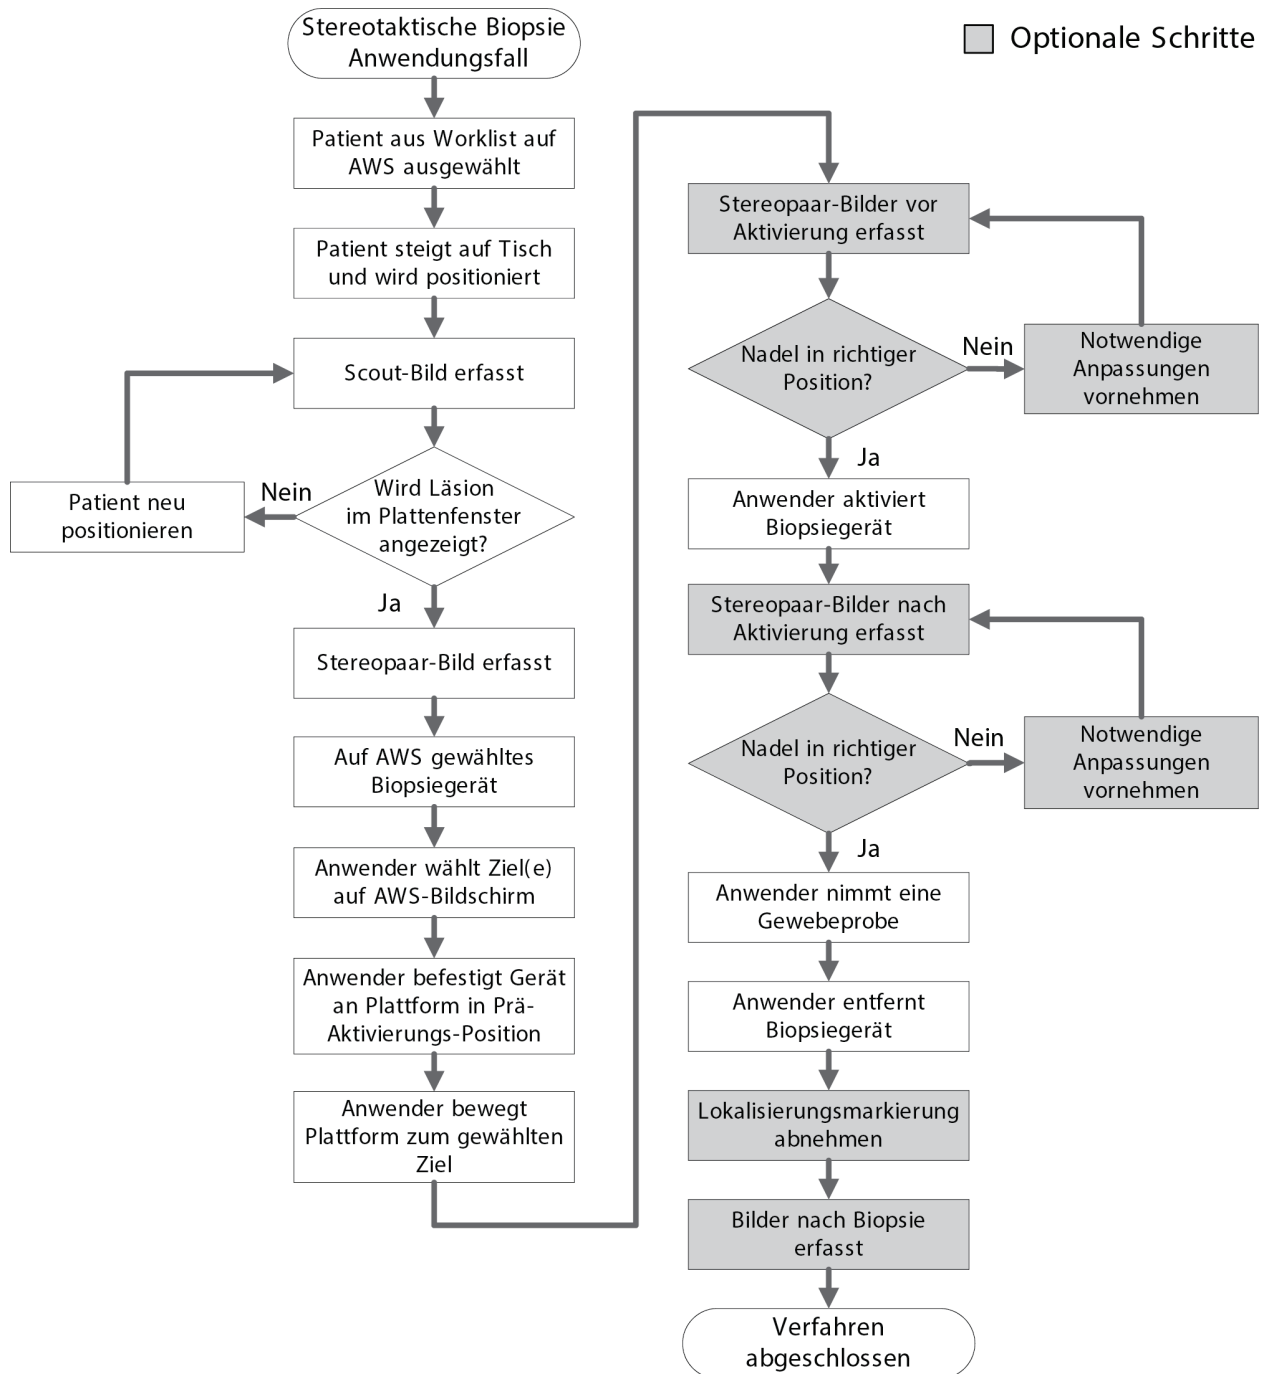 Stereotaktische Biopsie
Anwendungsfall
Optionale Schritte
Patient aus Worklist auf
AWS ausgewählt
Patient steigt auf Tisch
und wird positioniert
Scout-Bild erfasst
Wird Läsion
im Plattenfenster
angezeigt?
Nein
Patient neu
positionieren
Ja
Stereopaar-Bild erfasst
Auf AWS gewähltes
Biopsiegerät
Anwender wählt Ziel(e)
auf AWS-Bildschirm
Anwender befestigt Gerät
an Plattform in Prä-
Aktivierungs-Position
Anwender bewegt
Plattform zum gewählten
Ziel
Stereopaar-Bilder vor
Aktivierung erfasst
Nadel in richtiger
Position?
Nein
Notwendige
Anpassungen
vornehmen
Ja
Anwender aktiviert
Biopsiegerät
Stereopaar-Bilder nach
Aktivierung erfasst
Nadel in richtiger
Position?
Nein
Notwendige
Anpassungen
vornehmen
Ja
Anwender nimmt eine
Gewebeprobe
Anwender entfernt
Biopsiegerät
Lokalisierungsmarkierung
abnehmen
Bilder nach Biopsie
erfasst
Verfahren
abgeschlossen